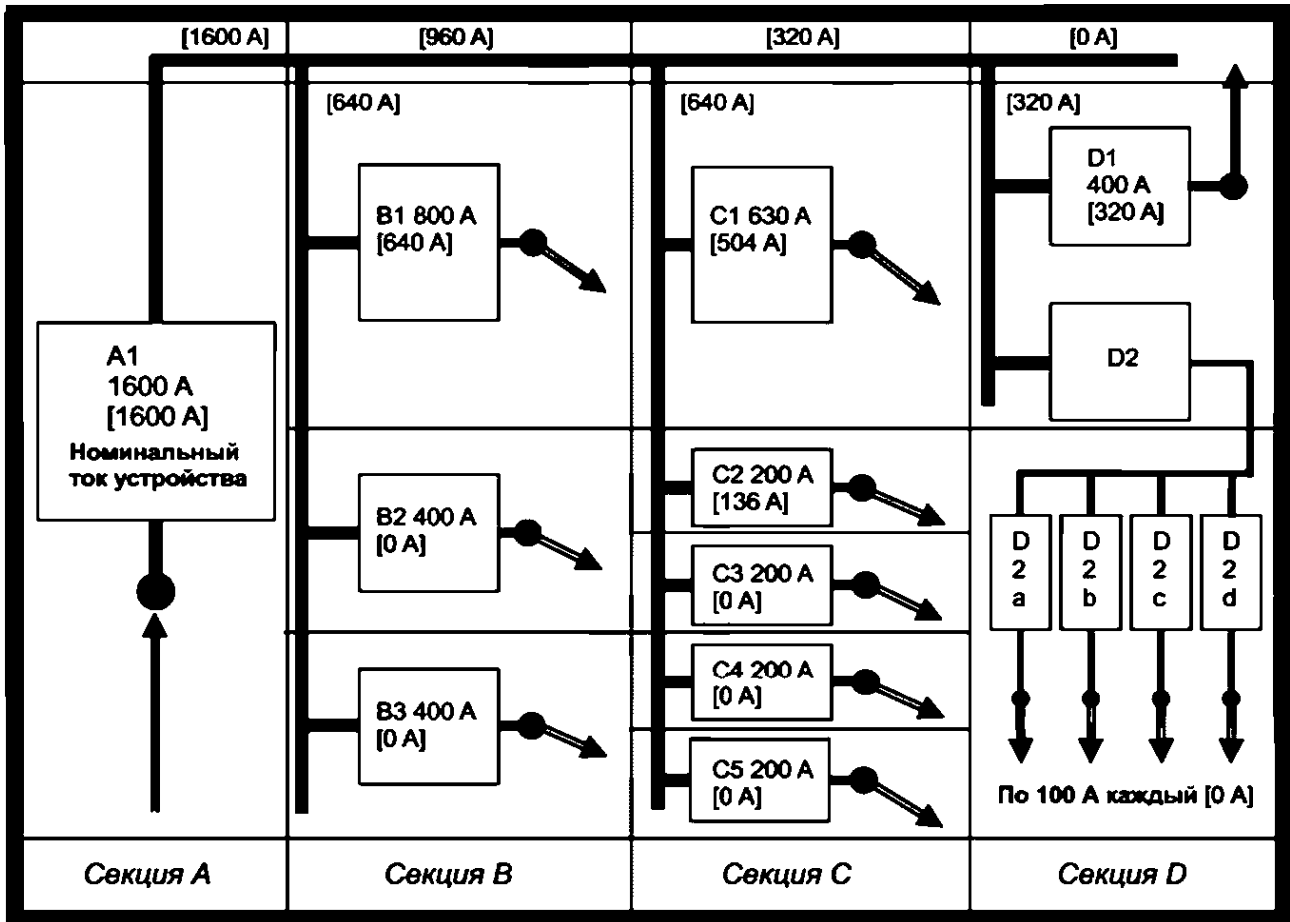 [1600 A]
[960 A]
[320 A]
[0 A]
[640 A]
[640 A]
[320 A]
A1
1600 A
[1600 A]
Номинальный
ток устройства
B1 800 A
[640 A]
B2 400 A
[0 A]
B3 400 A
[0 A]
C1 630 A
[504 A]
C2 200 A
[136 A]
C3 200 A
[0 A]
C4 200 A
[0 A]
C5 200 A
[0 A]
D1
400 A
[320 A]
D2
D
2
a
D
2
b
D
2
c
D
2
d
По 100 А каждый [0 A]
Секция A
Секция B
Секция C
Секция D